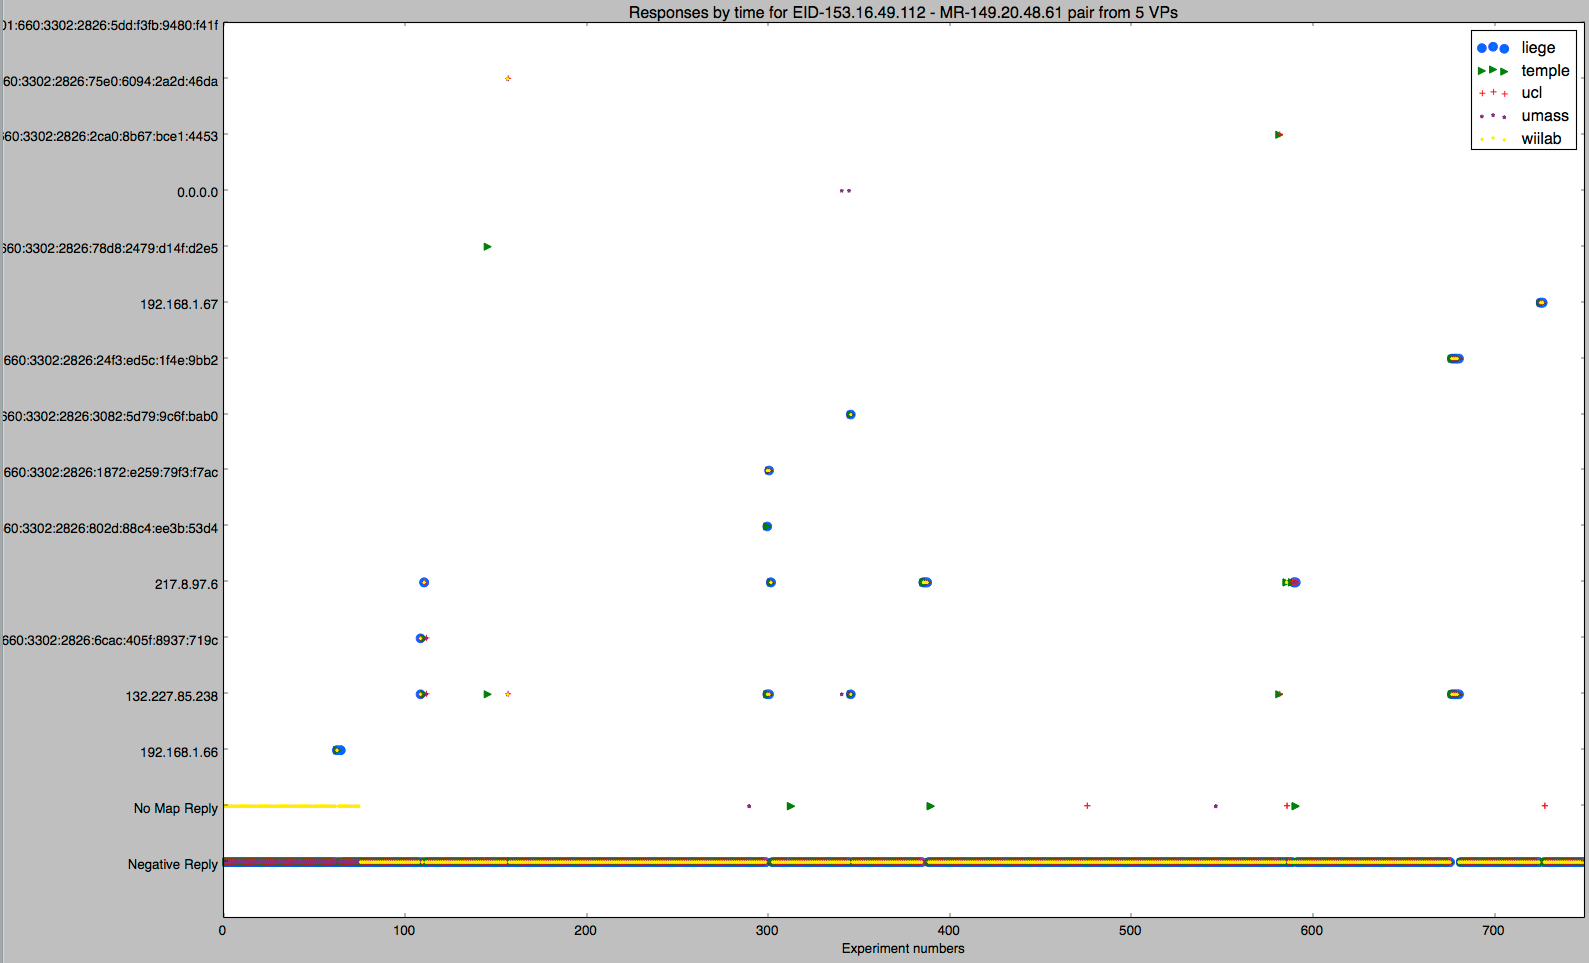 Responses by time for EID-153.16.49.112 - MR-149.20.48.61 pair from 5 VPs
01:660:3302:2826:5dd:f3fb:9480:f41f
60:3302:2826:75e0:6094:2a2d:46da
660:3302:2826:2ca0:8b67:bce1:4453
0.0.0.0
660:3302:2826:78d8:2479:d14f:d2e5
192.168.1.67
660:3302:2826:24f3:ed5c:1f4e:9bb2
660:3302:2826:3082:5d79:9c6f:bab0
660:3302:2826:1872:e259:79f3:f7ac
60:3302:2826:802d:88c4:ee3b:53d4
217.8.97.6
660:3302:2826:6cac:405f:8937:719c
132.227.85.238
192.168.1.66
No Map Reply
Negative Reply
liege
temple
ucl
umass
wiilab
0 100 200 300 400 500 600 700
Experiment numbers